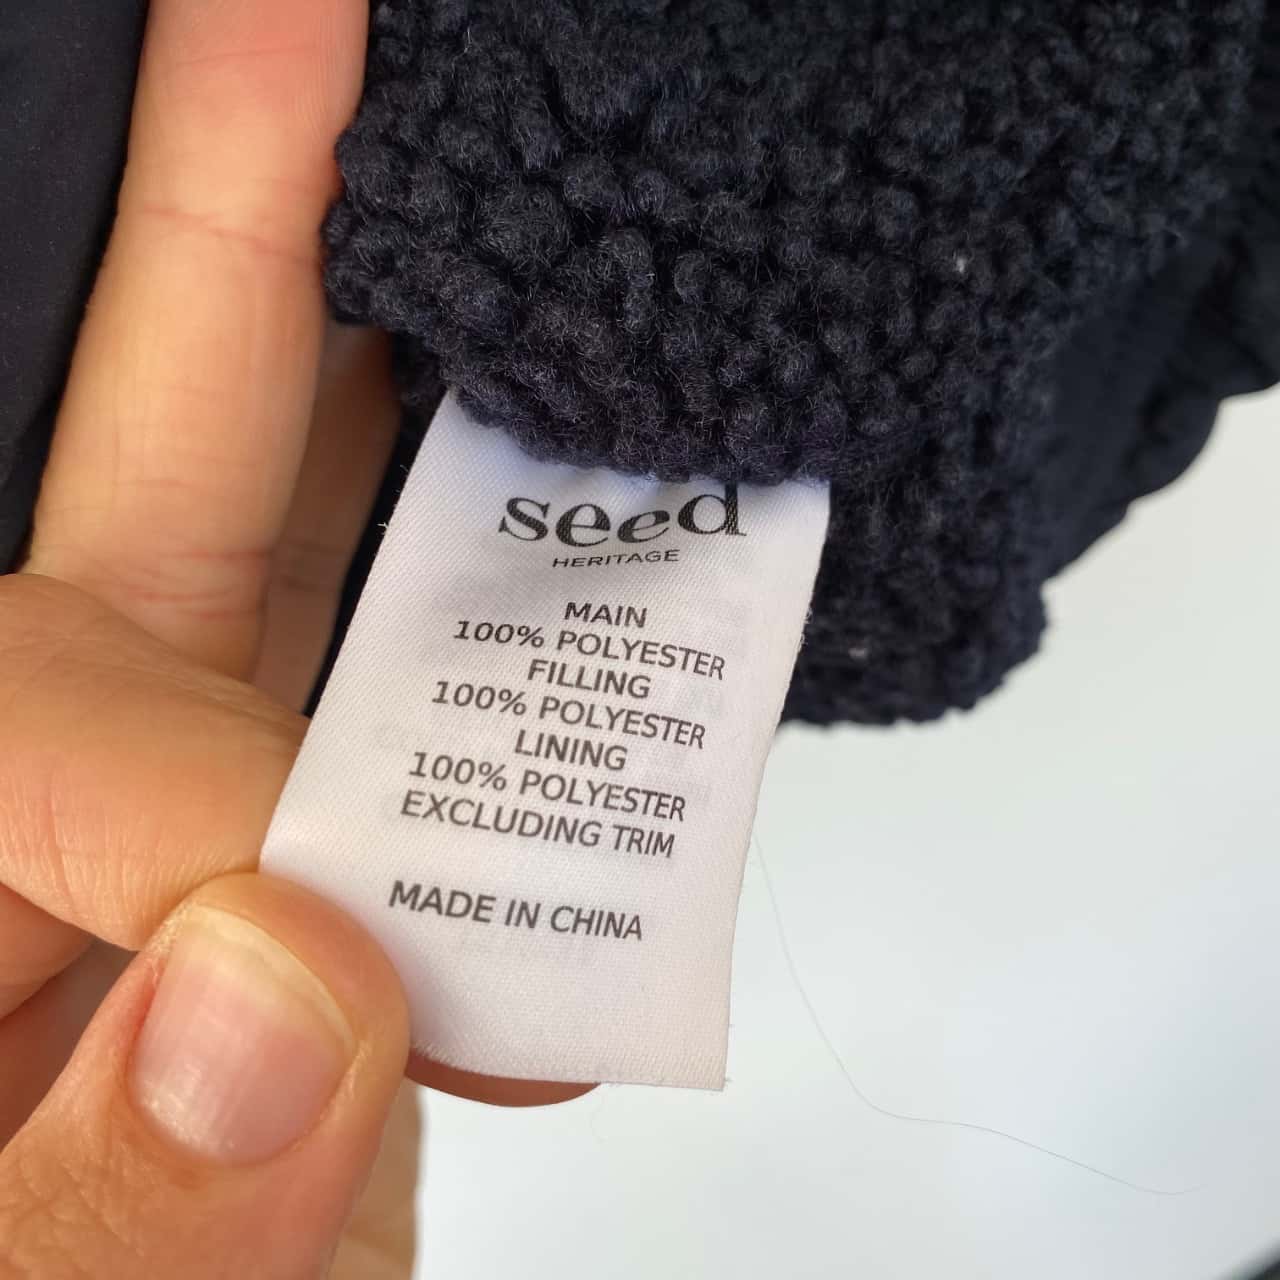 seed
HERITAGE
MAIN
100% POLYESTER
FILLING
100% POLYESTER
LINING
100% POLYESTER
EXCLUDING TRIM
MADE IN CHINA